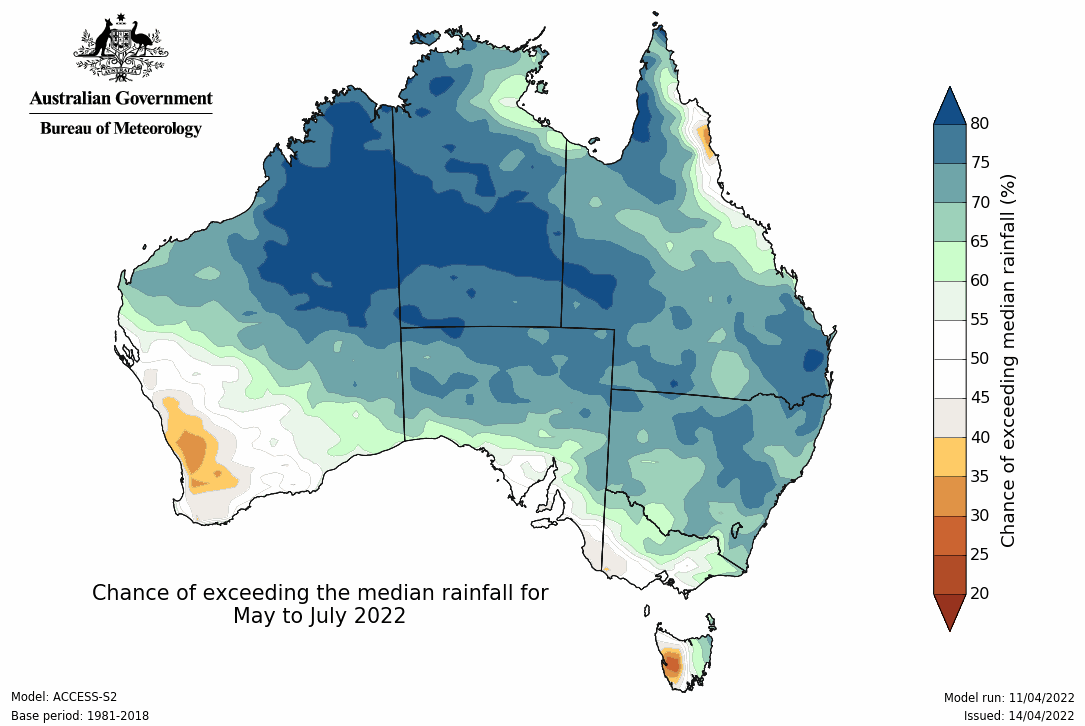 Australian Government
Bureau of Meteorology
80
75
70
65
60
55
50
45
40
35
30
25
20
Chance of exceeding median rainfall (%)
Chance of exceeding the median rainfall for
May to July 2022
Model: ACCESS-S2
Base period: 1981-2018
Model run: 11/04/2022
Issued: 14/04/2022